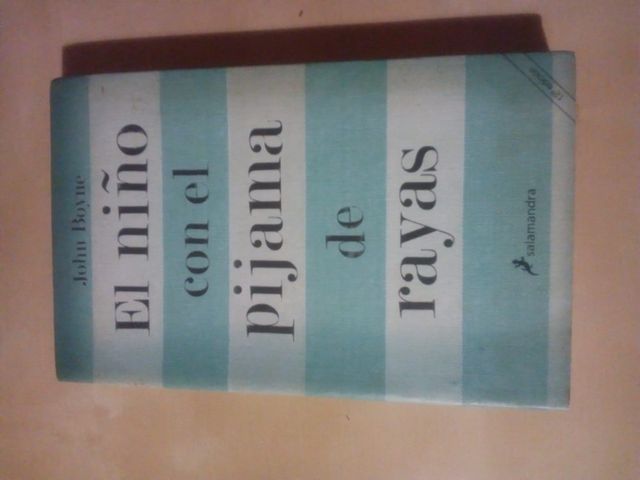 John Boyne
El niño
con el
pijama
de
rayas
salamandra